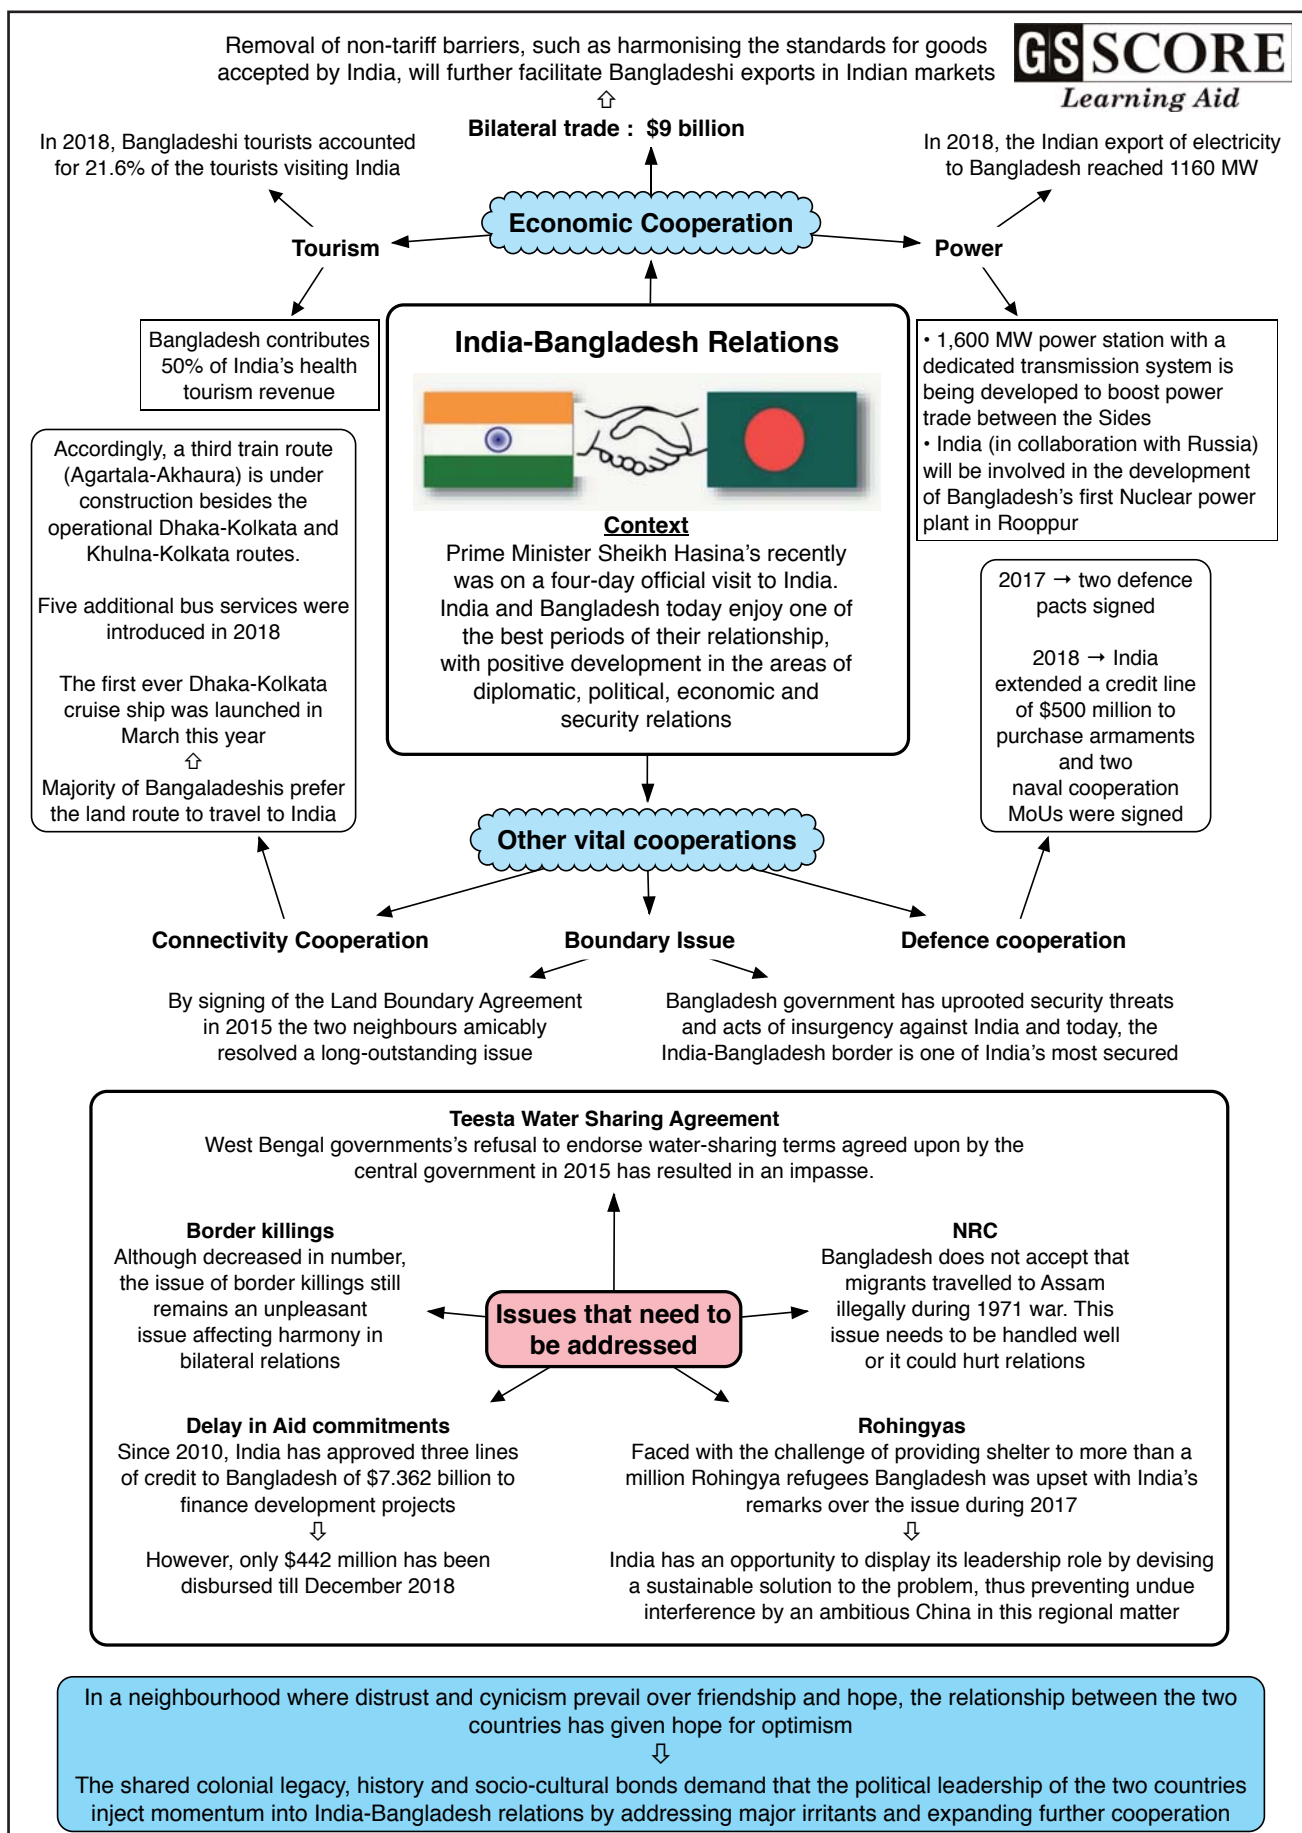 Removal of non-tariff barriers, such as harmonising the standards for goods
accepted by India, will further facilitate Bangladeshi exports in Indian markets
GS SCORE
Learning Aid
⇧
Bilateral trade : $9 billion
In 2018, Bangladeshi tourists accounted
for 21.6% of the tourists visiting India
In 2018, the Indian export of electricity
to Bangladesh reached 1160 MW
Economic Cooperation
Tourism
Power
Bangladesh contributes
50% of India's health
tourism revenue
India-Bangladesh Relations
• 1,600 MW power station with a
dedicated transmission system is
being developed to boost power
trade between the Sides
• India (in collaboration with Russia)
will be involved in the development
of Bangladesh's first Nuclear power
plant in Rooppur
Accordingly, a third train route
(Agartala-Akhaura) is under
construction besides the
operational Dhaka-Kolkata and
Khulna-Kolkata routes.
Five additional bus services were
introduced in 2018
The first ever Dhaka-Kolkata
cruise ship was launched in
March this year
⇧
Majority of Bangaladeshis prefer
the land route to travel to India
Context
Prime Minister Sheikh Hasina's recently
was on a four-day official visit to India.
India and Bangladesh today enjoy one of
the best periods of their relationship,
with positive development in the areas of
diplomatic, political, economic and
security relations
2017 → two defence
pacts signed
2018 → India
extended a credit line
of $500 million to
purchase armaments
and two
naval cooperation
MoUs were signed
Other vital cooperations
Connectivity Cooperation
Boundary Issue
Defence cooperation
By signing of the Land Boundary Agreement
in 2015 the two neighbours amicably
resolved a long-outstanding issue
Bangladesh government has uprooted security threats
and acts of insurgency against India and today, the
India-Bangladesh border is one of India's most secured
Teesta Water Sharing Agreement
West Bengal governments's refusal to endorse water-sharing terms agreed upon by the
central government in 2015 has resulted in an impasse.
Border killings
Although decreased in number,
the issue of border killings still
remains an unpleasant
issue affecting harmony in
bilateral relations
NRC
Bangladesh does not accept that
migrants travelled to Assam
illegally during 1971 war. This
issue needs to be handled well
or it could hurt relations
Issues that need to
be addressed
Delay in Aid commitments
Since 2010, India has approved three lines
of credit to Bangladesh of $7.362 billion to
finance development projects
⇩
However, only $442 million has been
disbursed till December 2018
Rohingyas
Faced with the challenge of providing shelter to more than a
million Rohingya refugees Bangladesh was upset with India's
remarks over the issue during 2017
⇩
India has an opportunity to display its leadership role by devising
a sustainable solution to the problem, thus preventing undue
interference by an ambitious China in this regional matter
In a neighbourhood where distrust and cynicism prevail over friendship and hope, the relationship between the two
countries has given hope for optimism
⇩
The shared colonial legacy, history and socio-cultural bonds demand that the political leadership of the two countries
inject momentum into India-Bangladesh relations by addressing major irritants and expanding further cooperation